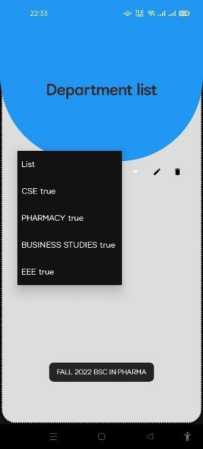 22:33
Department list
List
CSE true
PHARMACY true
BUSINESS STUDIES true
EEE true
FALL 2022 BSC IN PHARMA